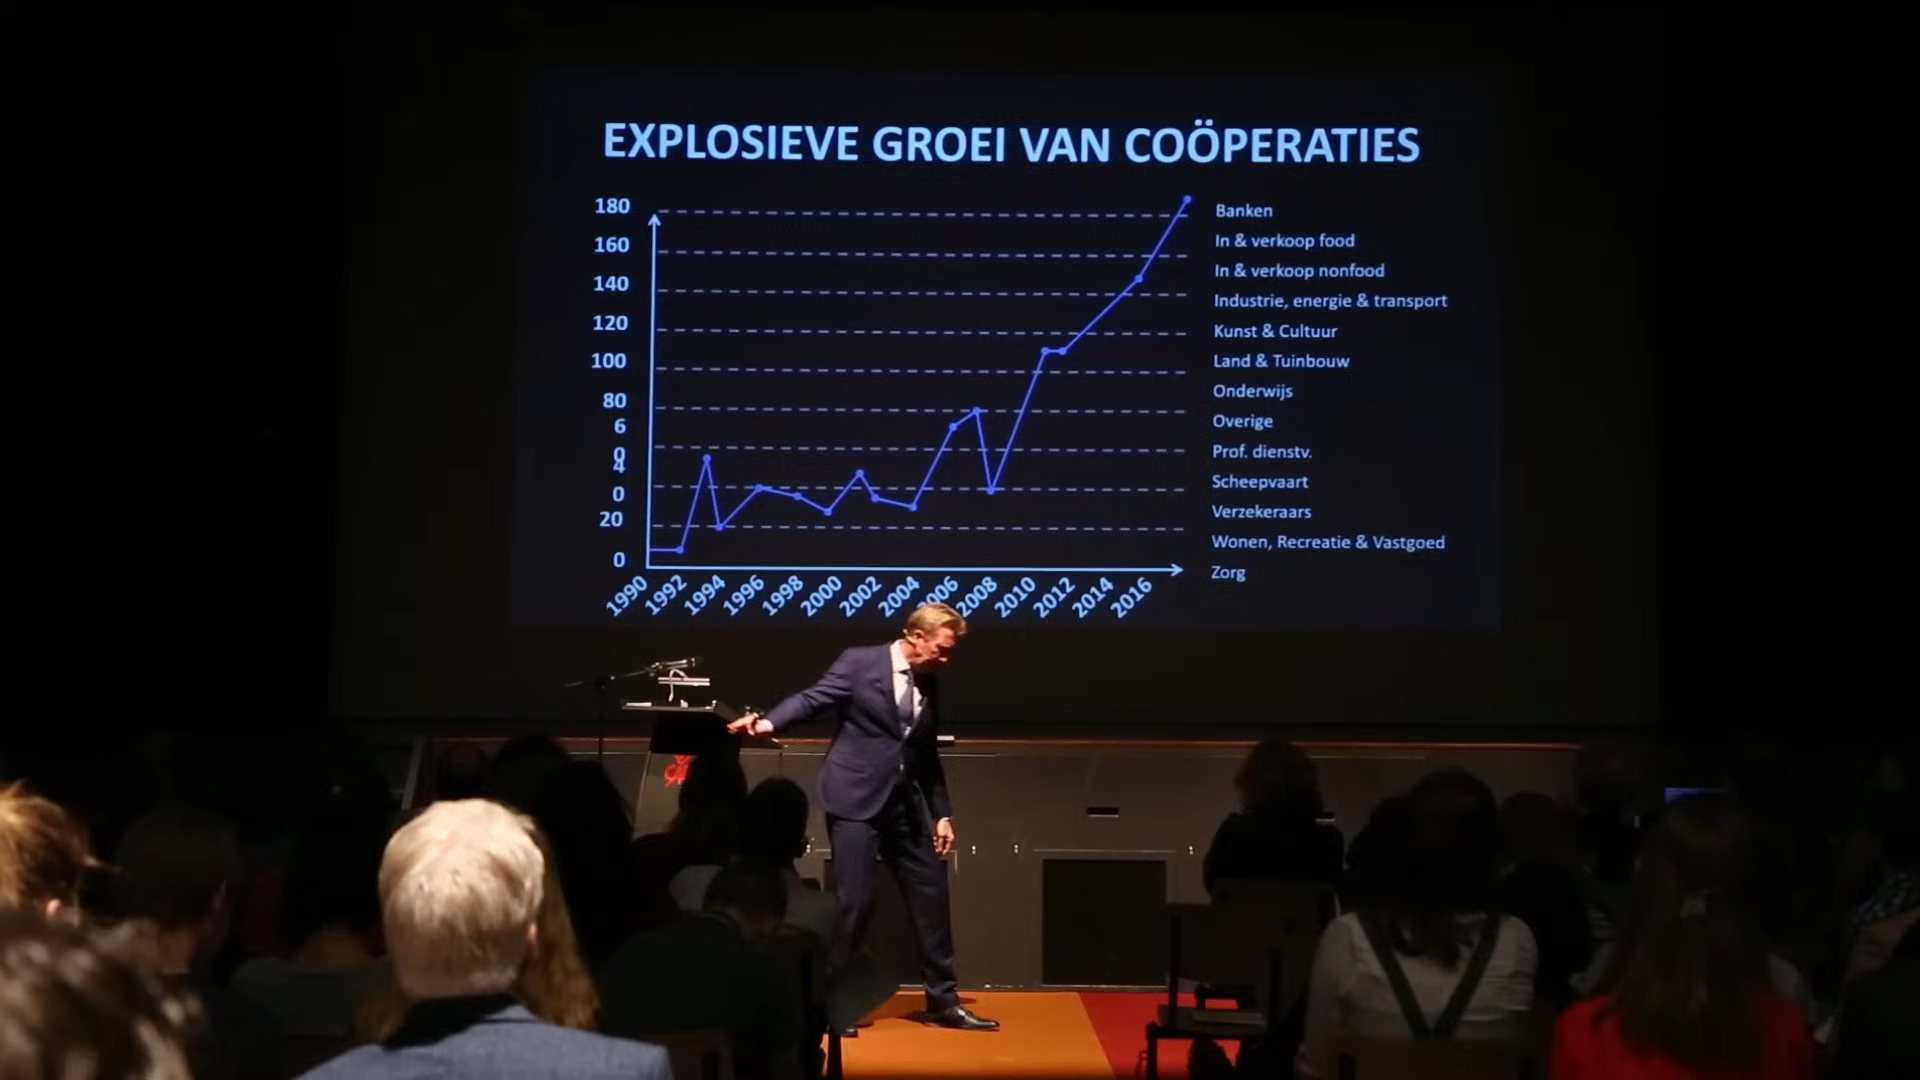 EXPLOSIEVE GROEI VAN COÖPERATIES
180
160
140
120
100
80
6
0
4
0
20
0
1990
1992
1994
1996
1998
2000
2002
2004
2008
2010
2012
2014
2016
Banken
In & verkoop food
In & verkoop nonfood
Industrie, energie & transport
Kunst & Cultuur
Land & Tuinbouw
Onderwijs
Overige
Prof. dienstv.
Scheepvaart
Verzekeraars
Wonen, Recreatie & Vastgoed
Zorg